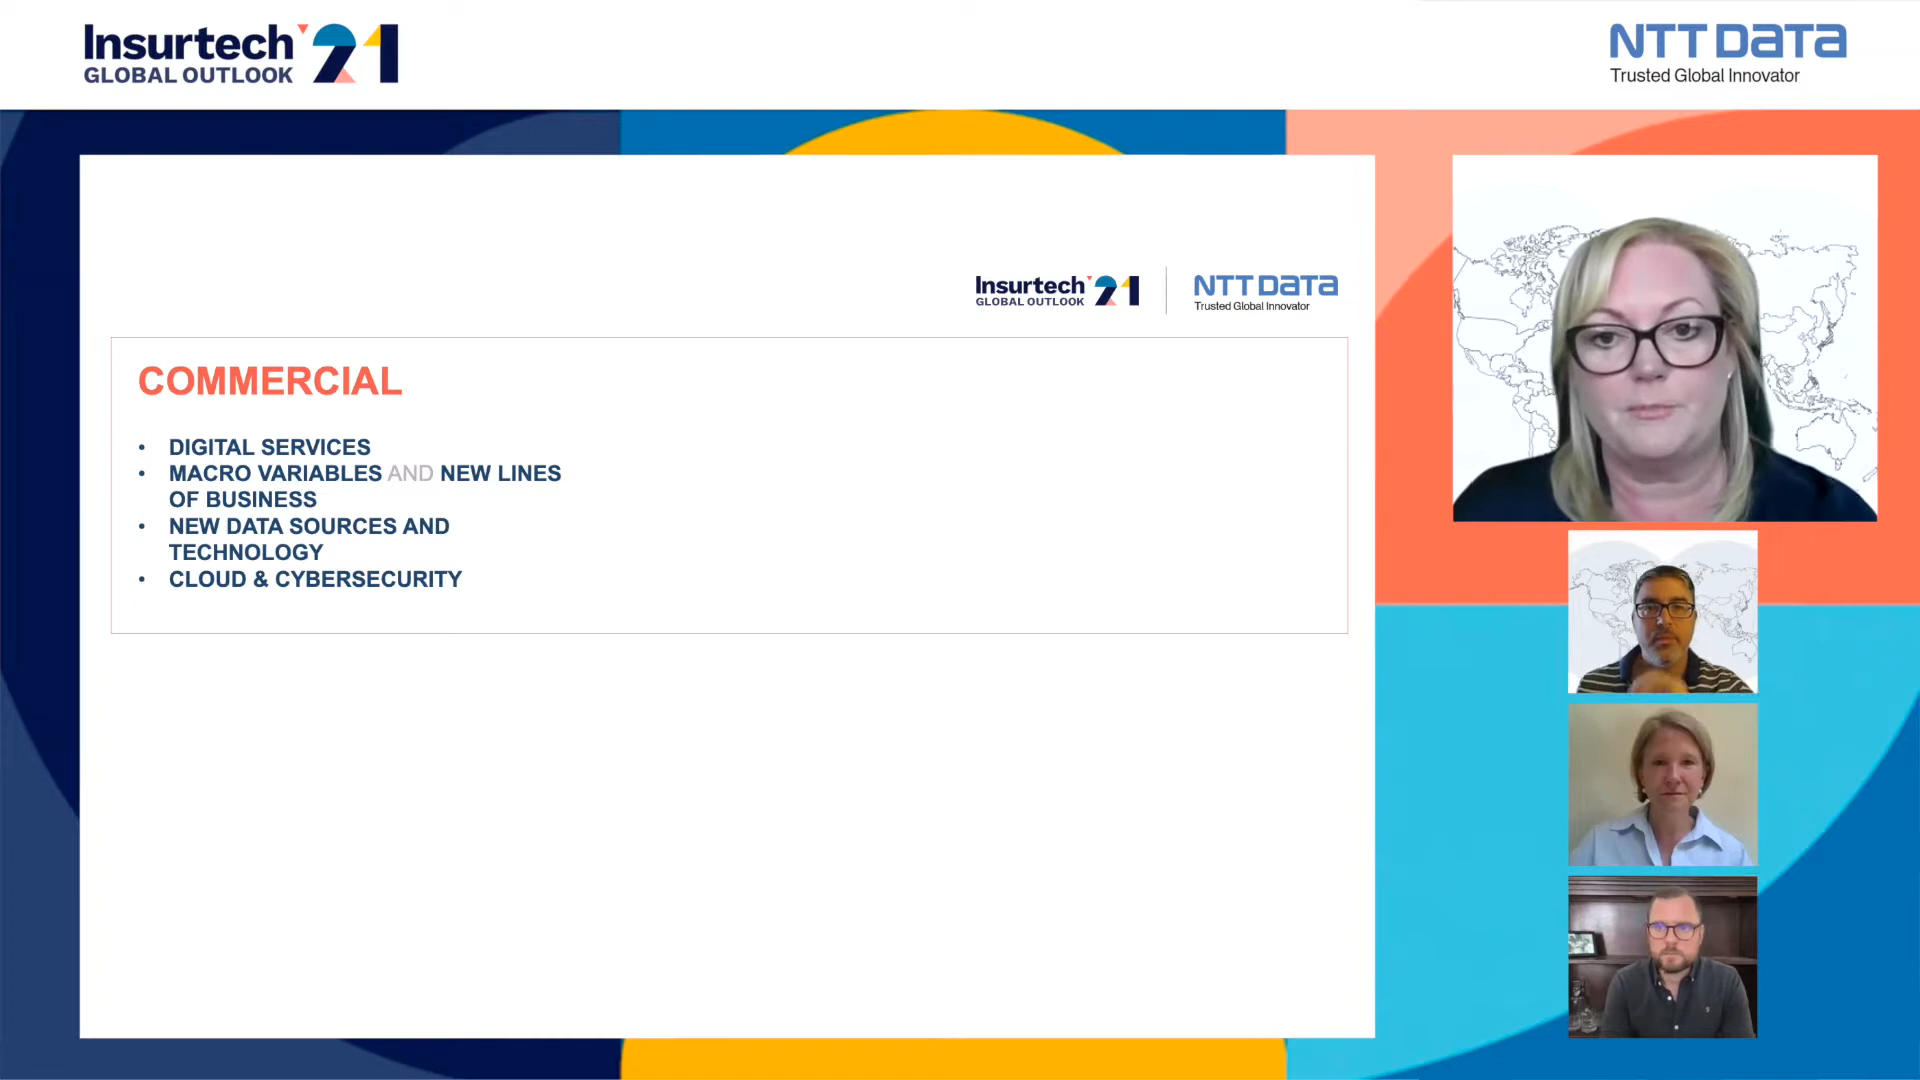 Insurtech '21
GLOBAL OUTLOOK
NTT DATA
Trusted Global Innovator
Insurtech '21
GLOBAL OUTLOOK
NTT DATA
Trusted Global Innovator
COMMERCIAL
• DIGITAL SERVICES
• MACRO VARIABLES AND NEW LINES
OF BUSINESS
• NEW DATA SOURCES AND
TECHNOLOGY
• CLOUD & CYBERSECURITY